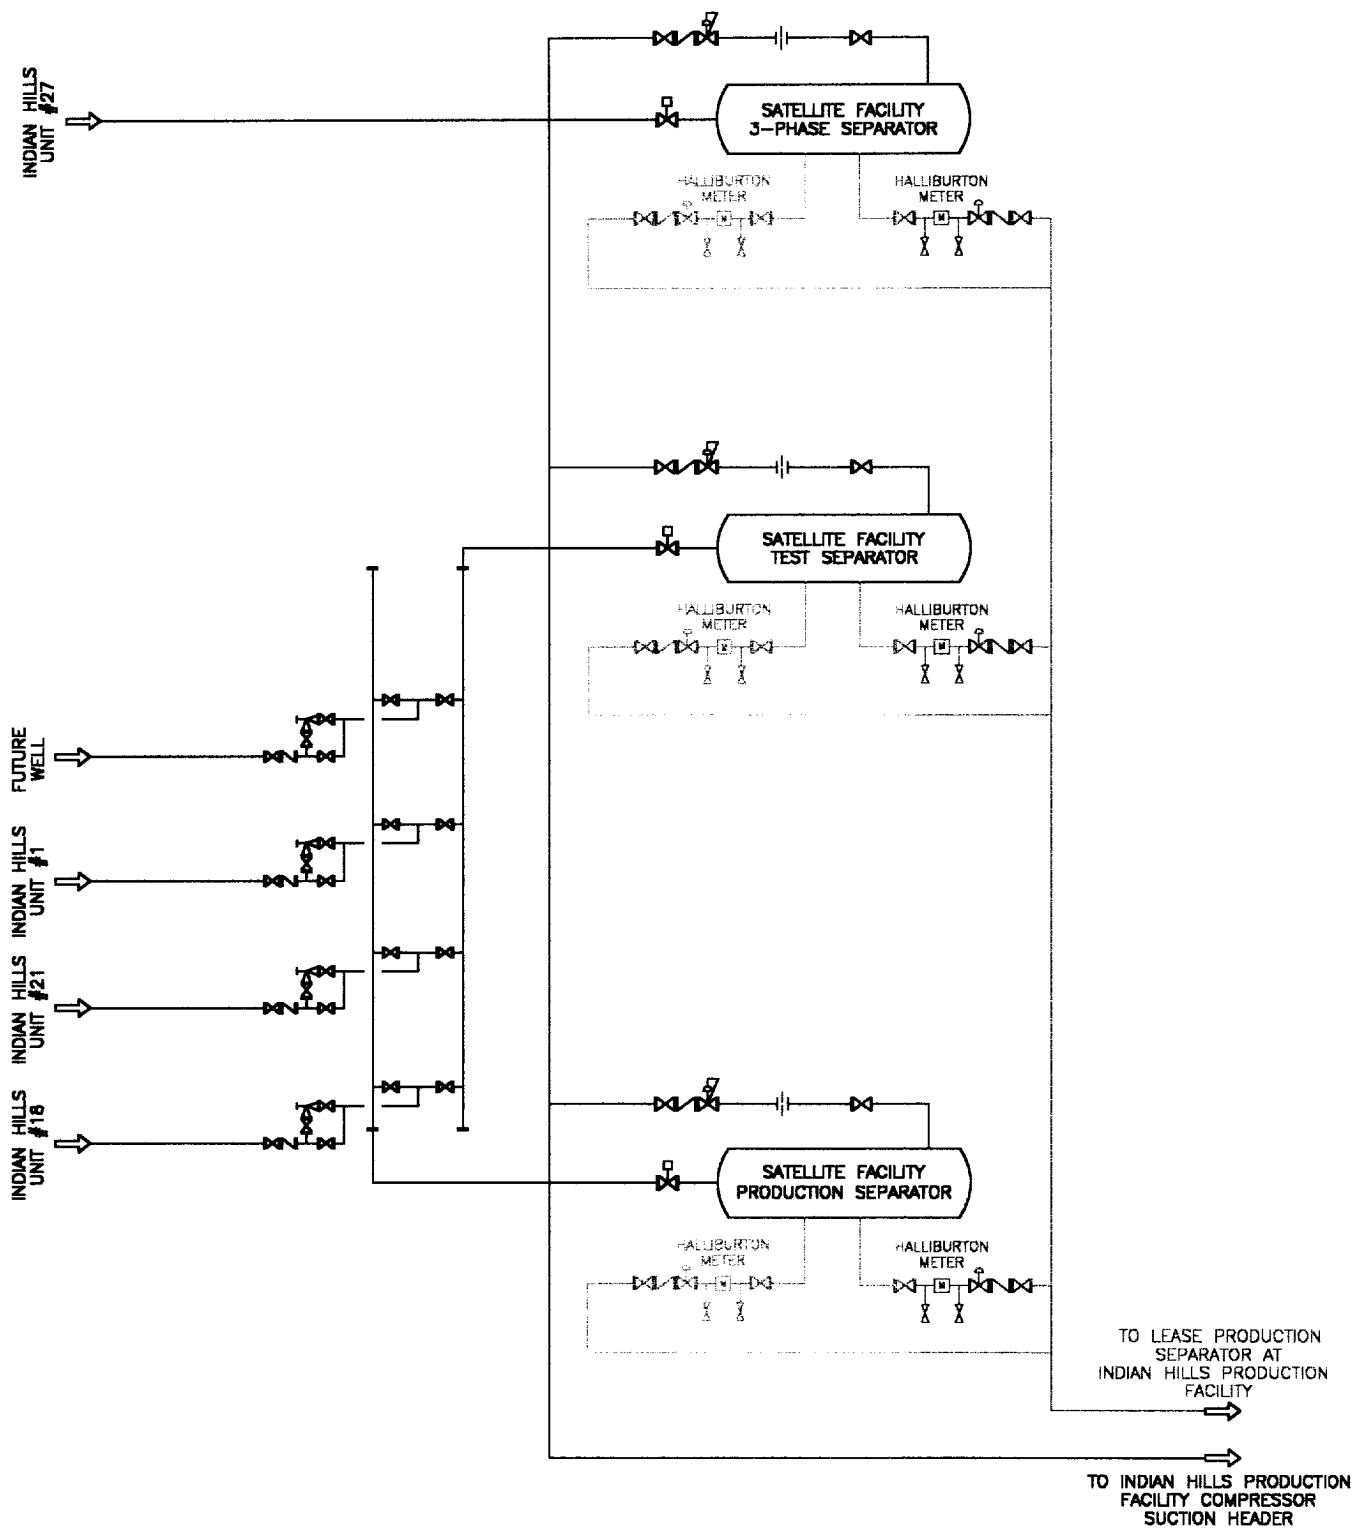 INDIAN HILLS
UNIT #27
SATELLITE FACILITY
3-PHASE SEPARATOR
HALLIBURTON
METER
M
HALLIBURTON
METER
M
SATELLITE FACILITY
TEST SEPARATOR
HALLIBURTON
METER
M
HALLIBURTON
METER
M
FUTURE
WELL
INDIAN HILLS
UNIT #1
INDIAN HILLS
UNIT #21
INDIAN HILLS
UNIT #18
SATELLITE FACILITY
PRODUCTION SEPARATOR
HALLIBURTON
METER
M
HALLIBURTON
METER
M
TO LEASE PRODUCTION
SEPARATOR AT
INDIAN HILLS PRODUCTION
FACILITY
TO INDIAN HILLS PRODUCTION
FACILITY COMPRESSOR
SUCTION HEADER